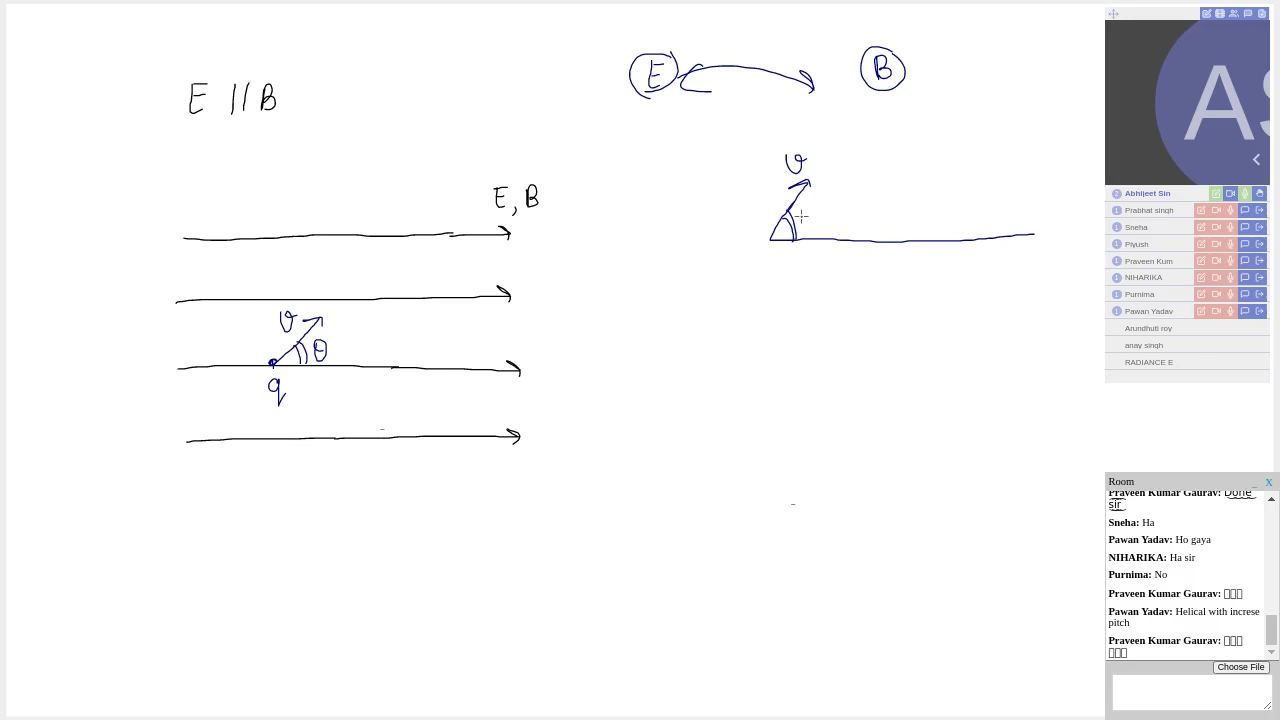 E || B
E
B
v
E, B
v
θ
q
AS
Abhijeet Sin
Prabhat singh
Sneha
Piyush
Praveen Kum
NIHARIKA
Purnima
Pawan Yadav
Arundhuti roy
anay singh
RADIANCE E
Room
_ X
Praveen Kumar Gaurav: Done
sir
Sneha: Ha
Pawan Yadav: Ho gaya
NIHARIKA: Ha sir
Purnima: No
Praveen Kumar Gaurav: 
Pawan Yadav: Helical with increse
pitch
Praveen Kumar Gaurav: 
Choose File